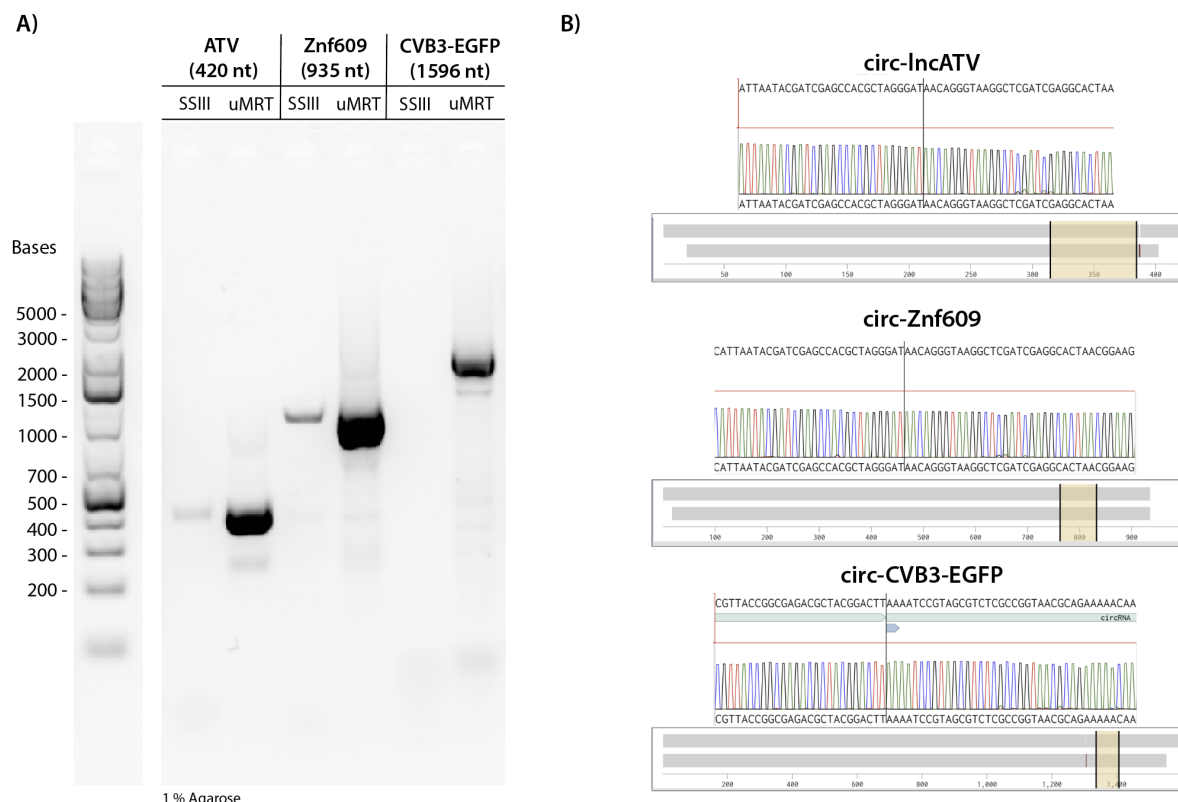 A)
ATV
(420 nt)
Znf609
(935 nt)
CVB3-EGFP
(1596 nt)
SSIII
uMRT
SSIII
uMRT
SSIII
uMRT
Bases
5000 -
3000 -
2000 -
1500 -
1000 -
700 -
500 -
400 -
300 -
200 -
1 % Agarose
B)
circ-lncATV
ATTAATACGATCGAGCCACGCTAGGGATAACAGGGTAAGGCTCGATCGAGGCACTAA
ATTAATACGATCGAGCCACGCTAGGGATAACAGGGTAAGGCTCGATCGAGGCACTAA
50 100 150 200 250 300 350 400
circ-Znf609
CATTAATACGATCGAGCCACGCTAGGGATAACAGGGTAAGGCTCGATCGAGGCACTAACGGAAG
CATTAATACGATCGAGCCACGCTAGGGATAACAGGGTAAGGCTCGATCGAGGCACTAACGGAAG
100 200 300 400 500 600 700 800 900
circ-CVB3-EGFP
CGTTACCGGCGAGACGCTACGGACTTAAAATCCGTAGCGTCTCGCCGGTAACGCAGAAAAACAA
circRNA
CGTTACCGGCGAGACGCTACGGACTTAAAATCCGTAGCGTCTCGCCGGTAACGCAGAAAAACAA
200 400 600 800 1,000 1,200 1,400